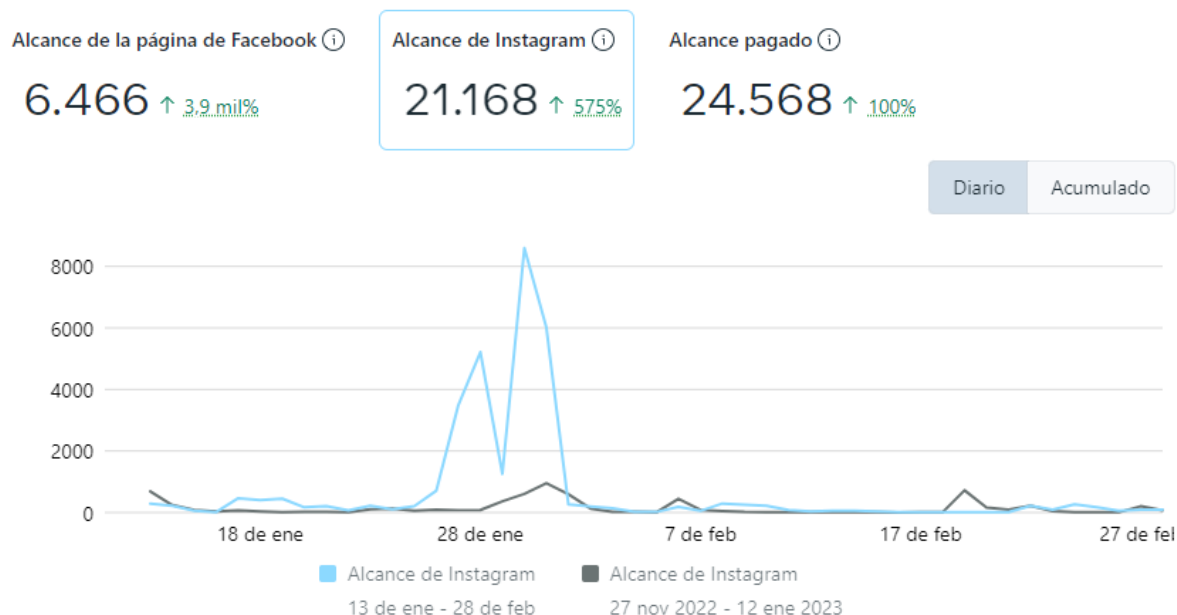 Alcance de la página de Facebook
Alcance de Instagram
Alcance pagado
6.466 ↑ 3,9 mil%
21.168 ↑ 575%
24.568 ↑ 100%
Diario
Acumulado
8000
6000
4000
2000
0
18 de ene
28 de ene
7 de feb
17 de feb
27 de fel
Alcance de Instagram
13 de ene - 28 de feb
Alcance de Instagram
27 nov 2022 - 12 ene 2023